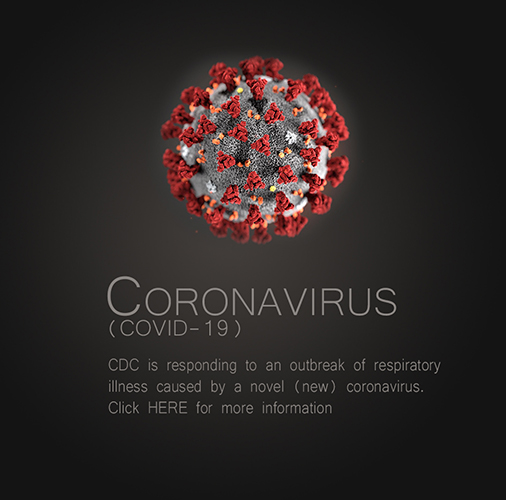 CORONAVIRUS
(COVID-19)
CDC is responding to an outbreak of respiratory
illness caused by a novel (new) coronavirus.
Click HERE for more information